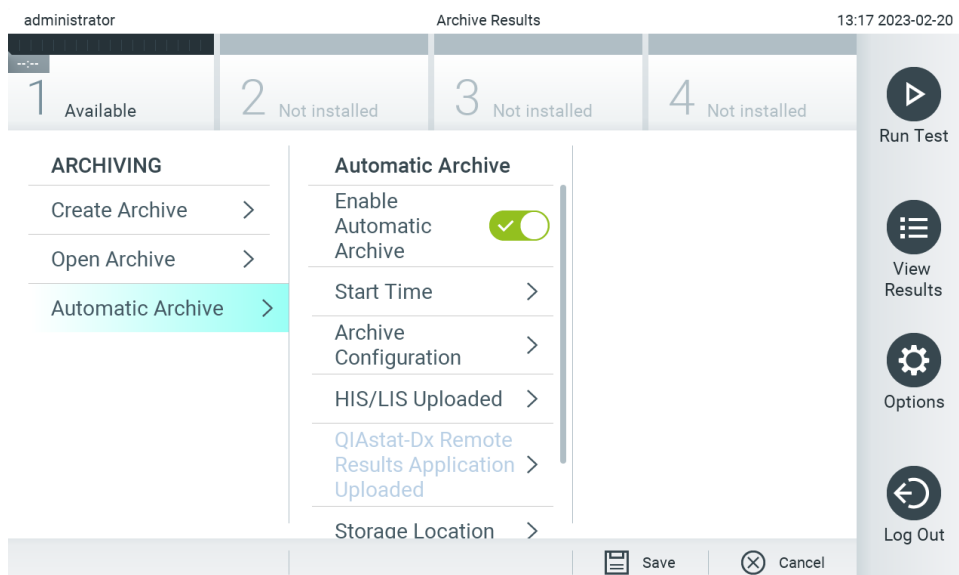 administrator
Archive Results
13:17 2023-02-20
--:--
1 Available
2 Not installed
3 Not installed
4 Not installed
Run Test
ARCHIVING
Create Archive
Open Archive
Automatic Archive
Automatic Archive
Enable
Automatic
Archive
Start Time
Archive
Configuration
HIS/LIS Uploaded
QIAstat-Dx Remote
Results Application
Uploaded
Storage Location
View
Results
Options
Log Out
Save
Cancel